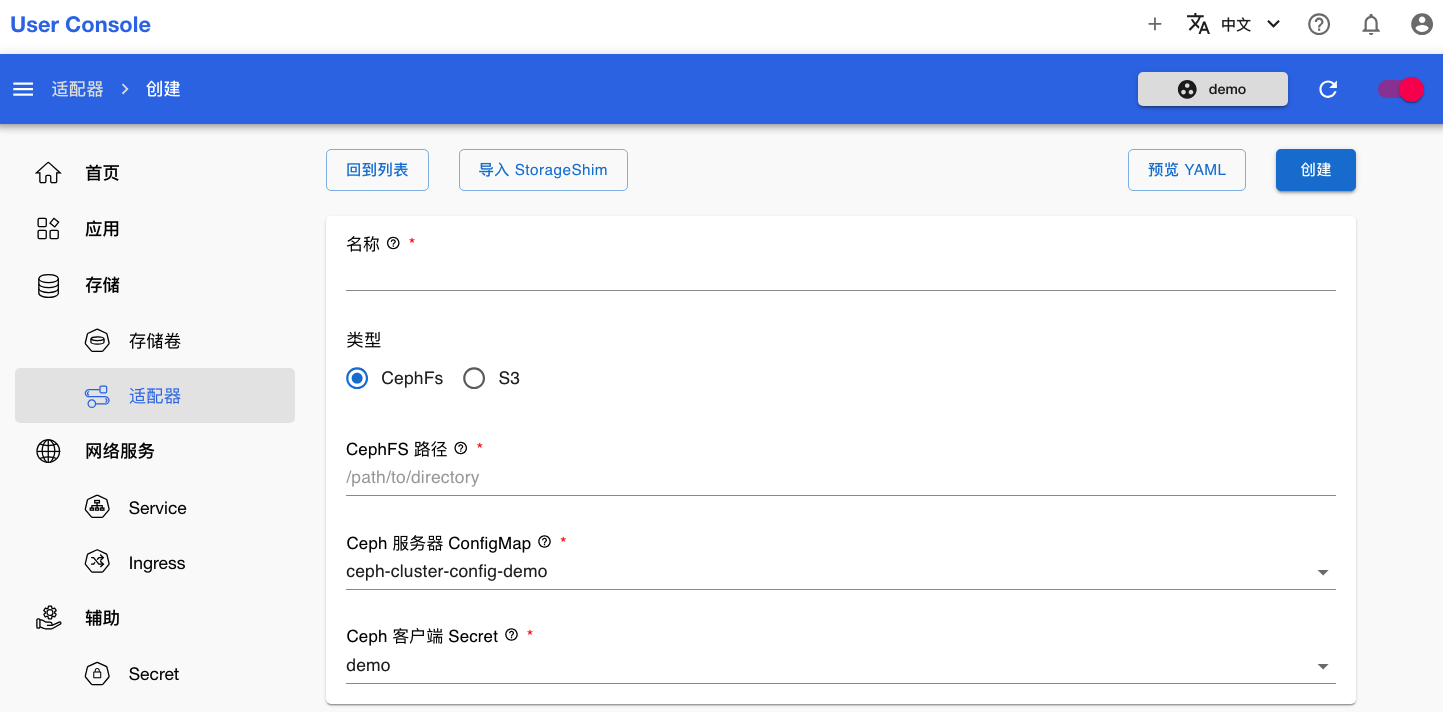 User Console
中文
适配器 > 创建
demo
首页
应用
存储
存储卷
适配器
网络服务
Service
Ingress
辅助
Secret
回到列表
导入 StorageShim
预览 YAML
创建
名称 *
类型
CephFs
S3
CephFS 路径 *
/path/to/directory
Ceph 服务器 ConfigMap *
ceph-cluster-config-demo
Ceph 客户端 Secret *
demo